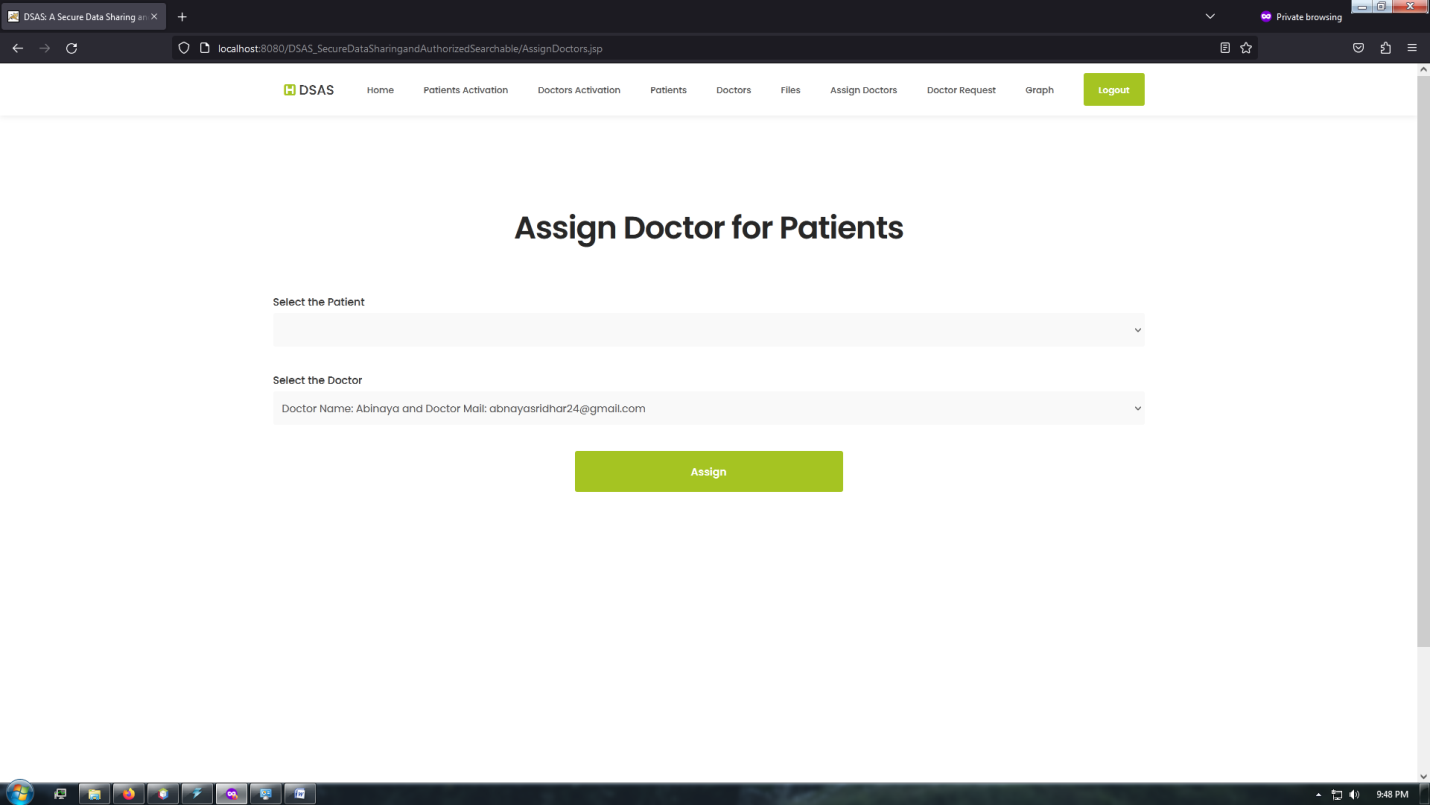 DSAS: A Secure Data Sharing an
Private browsing
localhost:8080/DSAS_SecureDataSharingandAuthorizedSearchable/AssignDoctors.jsp
DSAS Home Patients Activation Doctors Activation Patients Doctors Files Assign Doctors Doctor Request Graph Logout
Assign Doctor for Patients
Select the Patient
Select the Doctor
Doctor Name: Abinaya and Doctor Mail: abnayasridhar24@gmail.com
Assign
9:48 PM